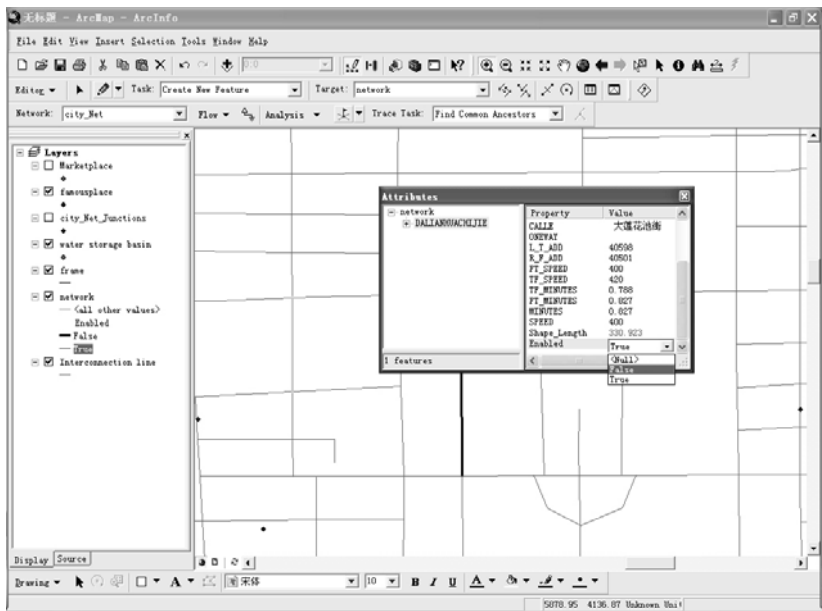 无标题 - ArcMap - ArcInfo
File Edit View Insert Selection Tools Window Help
0:0
Editor Task: Create New Feature Target: network
Network: city_Net Flow Analysis Trace Task: Find Common Ancestors
Layers
Marketplace
famousplace
city_Net_Junctions
water storage basin
frame
network
<all other values>
Enabled
False
True
Interconnection line
Display Source
Attributes
network
DALIANHUACHIJIE
1 features
Property Value
CALLE 大莲花池街
ONEWAY
L_T_ADD 40598
R_F_ADD 40501
FT_SPEED 400
TF_SPEED 420
TF_MINUTES 0.788
FT_MINUTES 0.827
MINUTES 0.827
SPEED 400
Shape_Length 330.923
Enabled True
<Null>
False
True
Drawing A 宋体 10 B I U A
5078.95 4136.07 Unknown Uni